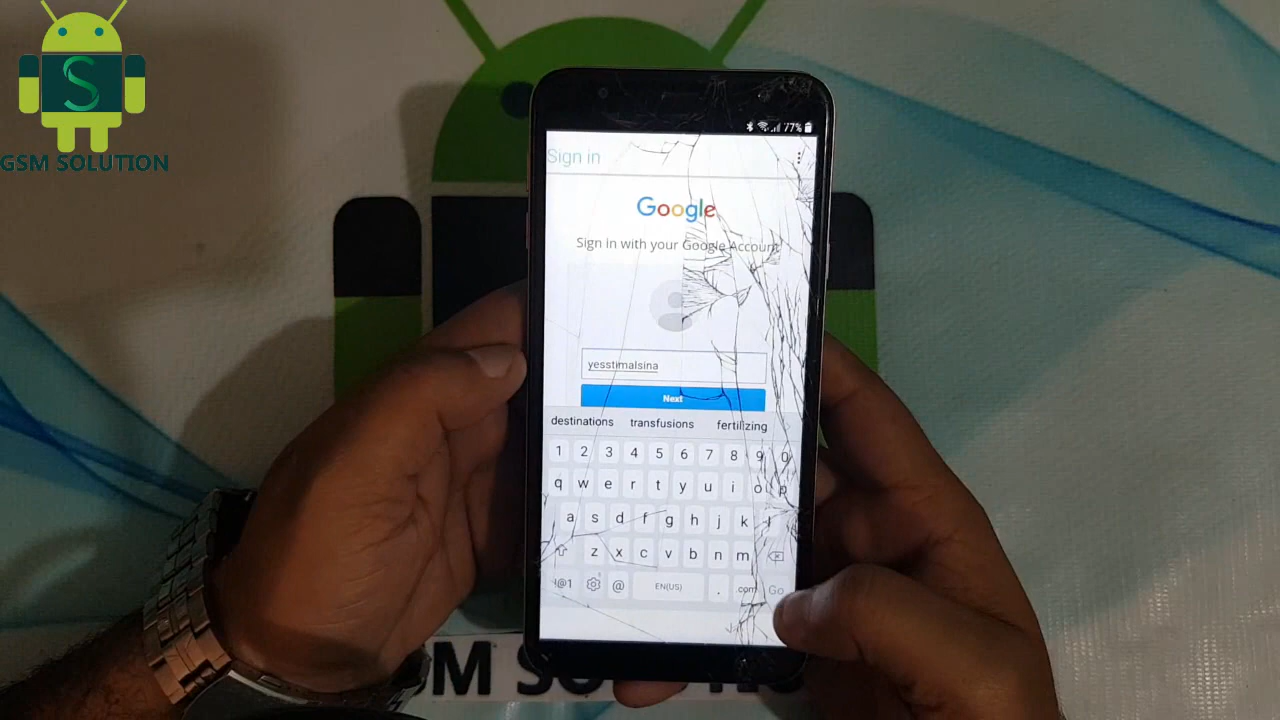 S
GSM SOLUTION
77%
Sign in
Google
Sign in with your Google Account
yesstimalsina
Next
destinations transfusions fertilizing
1 2 3 4 5 6 7 8 9 0
q w e r t y u i o p
a s d f g h j k l
z x c v b n m
!@1 @ EN(US) . .com Go